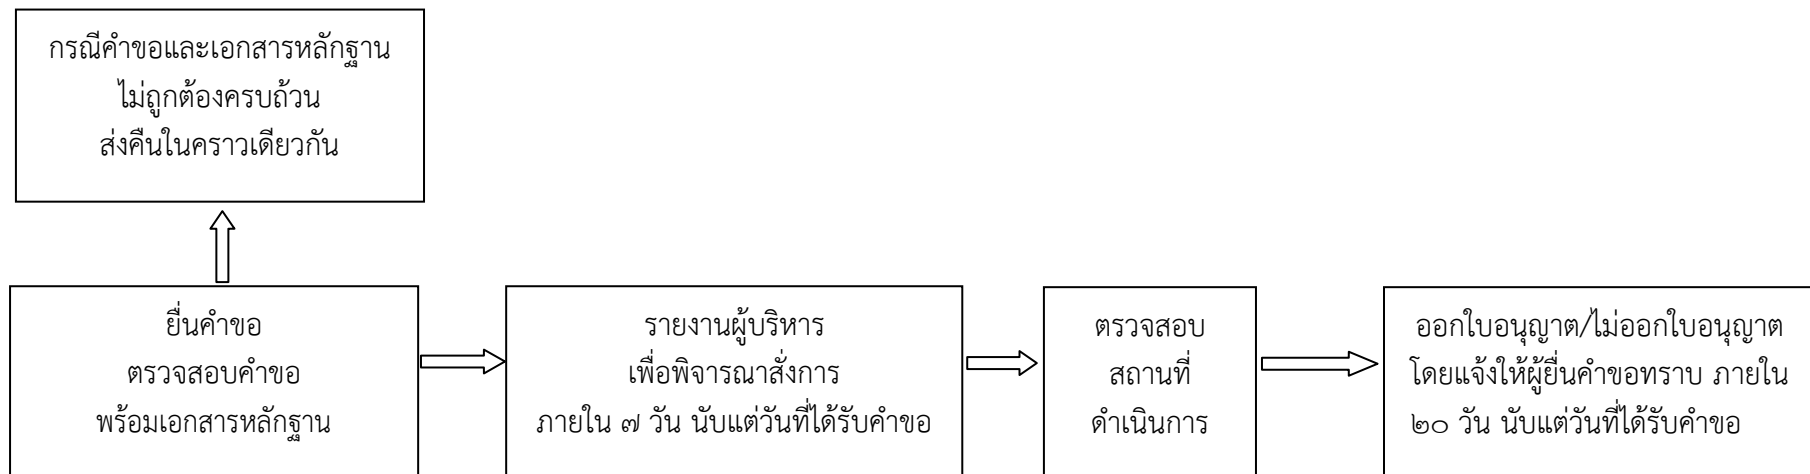 กรณีคำขอและเอกสารหลักฐาน
ไม่ถูกต้องครบถ้วน
ส่งคืนในคราวเดียวกัน
ยื่นคำขอ
ตรวจสอบคำขอ
พร้อมเอกสารหลักฐาน
รายงานผู้บริหาร
เพื่อพิจารณาสั่งการ
ภายใน ๗ วัน นับแต่วันที่ได้รับคำขอ
ตรวจสอบ
สถานที่
ดำเนินการ
ออกใบอนุญาต/ไม่ออกใบอนุญาต
โดยแจ้งให้ผู้ยื่นคำขอทราบ ภายใน
๒๐ วัน นับแต่วันที่ได้รับคำขอ